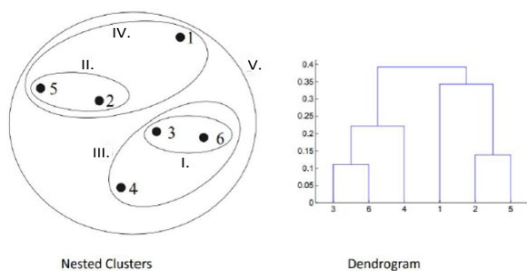 IV.
1
V.
II.
5
2
3
6
I.
III.
4
0.4
0.35
0.3
0.25
0.2
0.15
0.1
0.05
0
3 6 4 1 2 5
Nested Clusters
Dendrogram